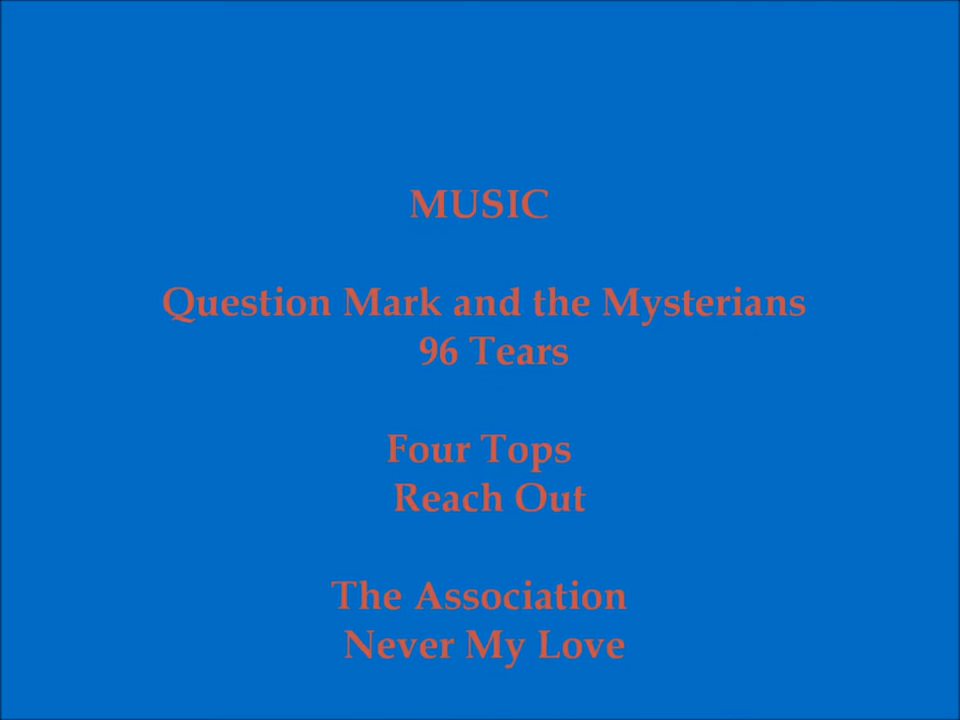 MUSIC
Question Mark and the Mysterians
96 Tears
Four Tops
Reach Out
The Association
Never My Love